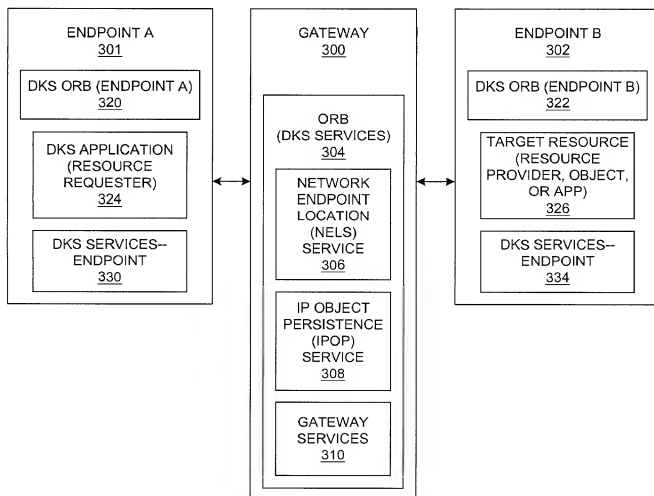 ENDPOINT A
301
DKS ORB (ENDPOINT A)
320
DKS APPLICATION
(RESOURCE
REQUESTER)
324
DKS SERVICES--
ENDPOINT
330
GATEWAY
300
ORB
(DKS SERVICES)
304
NETWORK
ENDPOINT
LOCATION
(NELS)
SERVICE
306
IP OBJECT
PERSISTENCE
(IPOP)
SERVICE
308
GATEWAY
SERVICES
310
ENDPOINT B
302
DKS ORB (ENDPOINT B)
322
TARGET RESOURCE
(RESOURCE
PROVIDER, OBJECT,
OR APP)
326
DKS SERVICES--
ENDPOINT
334